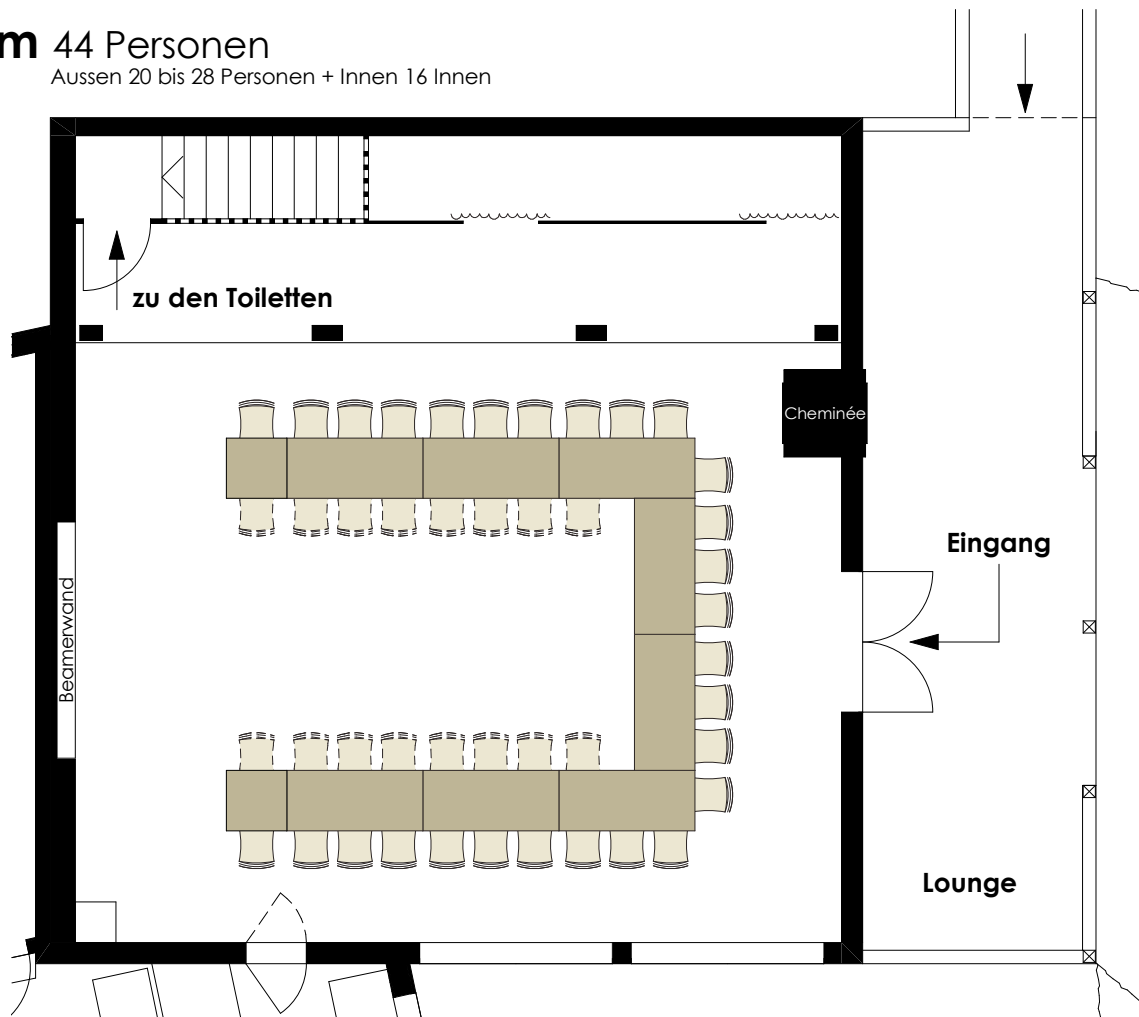 m 44 Personen
Aussen 20 bis 28 Personen + Innen 16 Innen
zu den Toiletten
Cheminée
Eingang
Beamerwand
Lounge